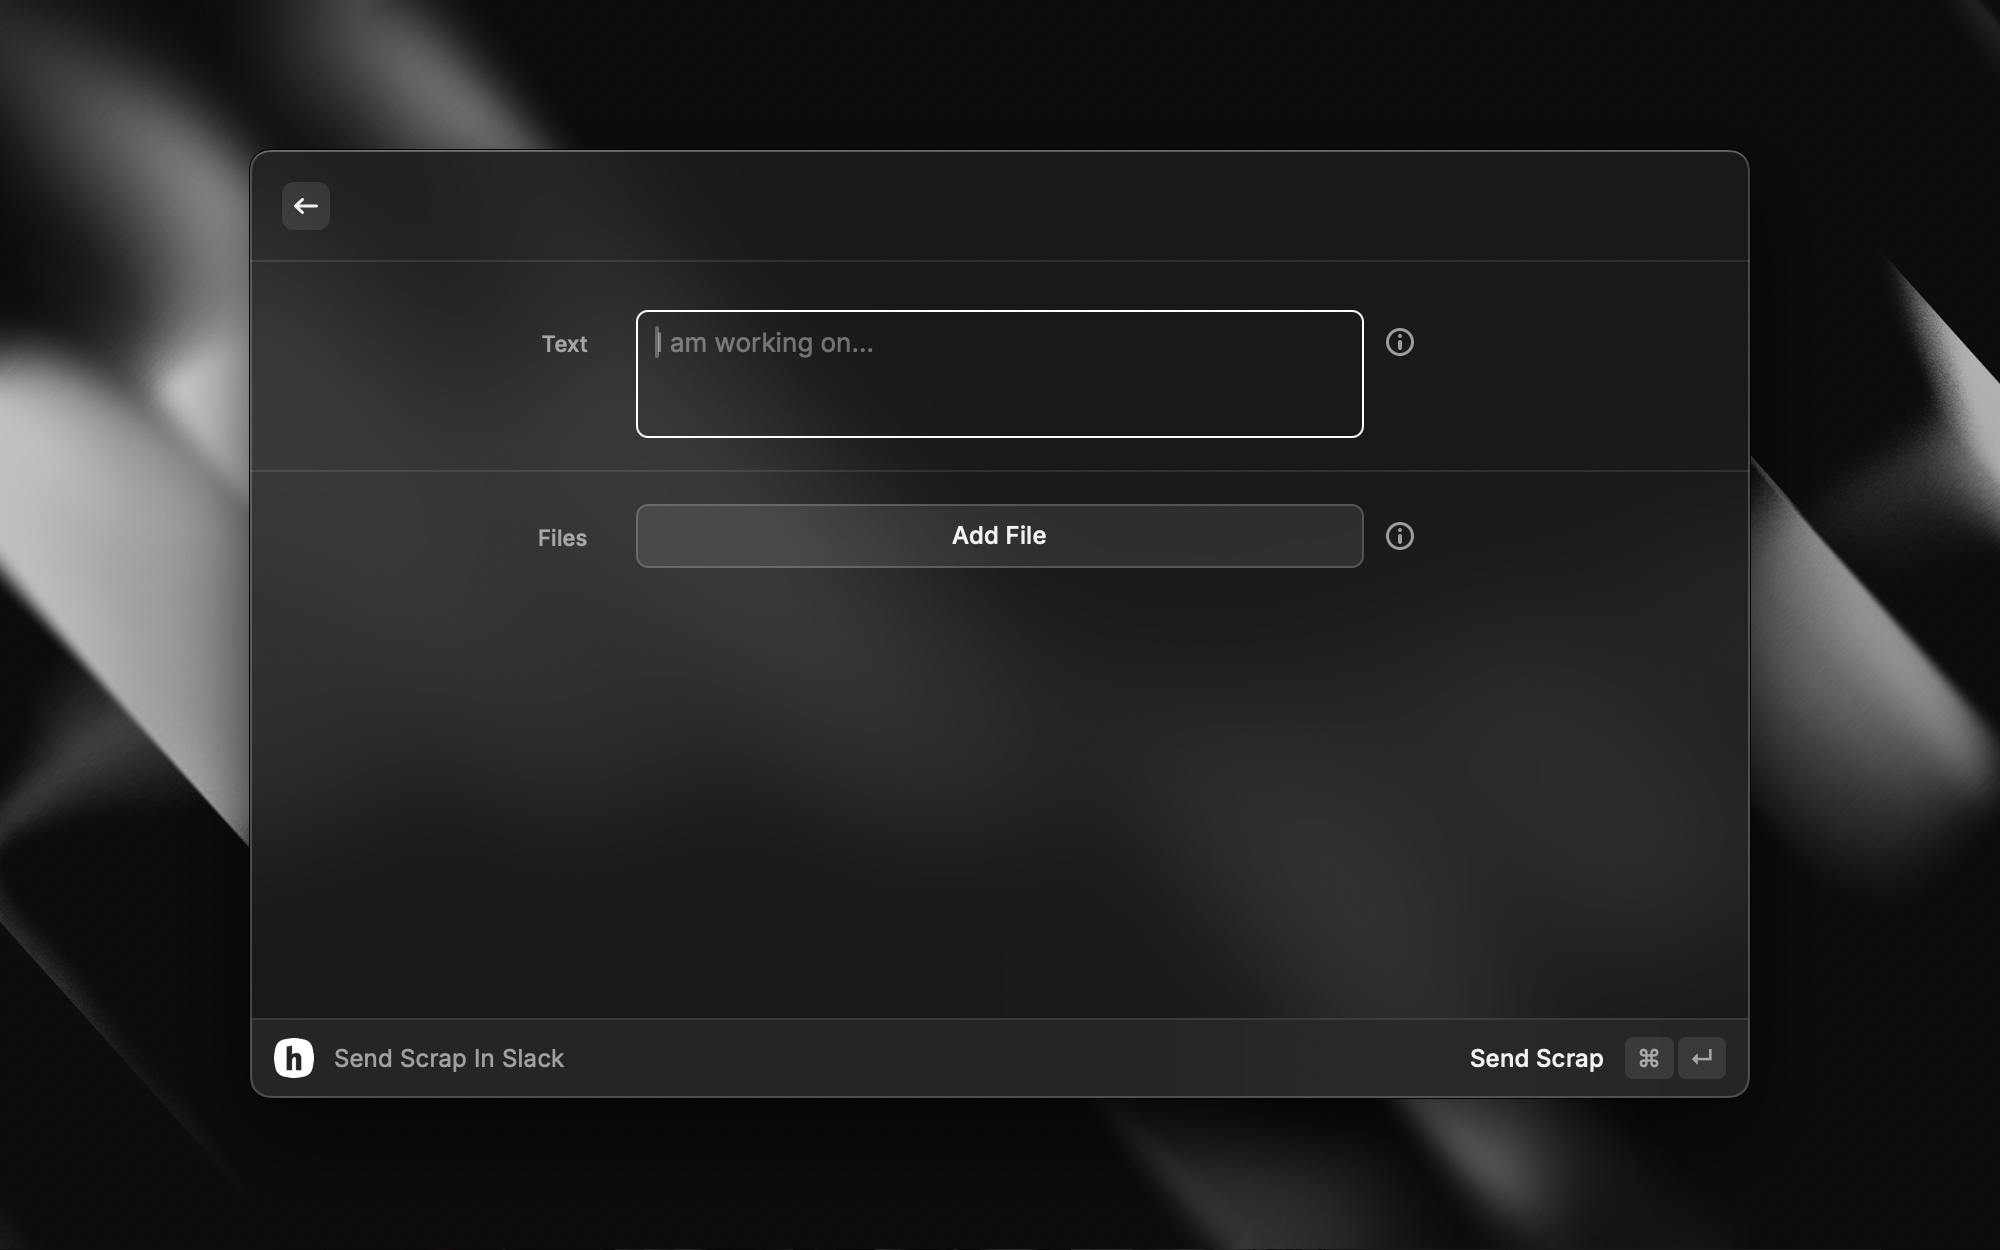 Text
I am working on...
Files
Add File
h
Send Scrap In Slack
Send Scrap ⌘ ↵